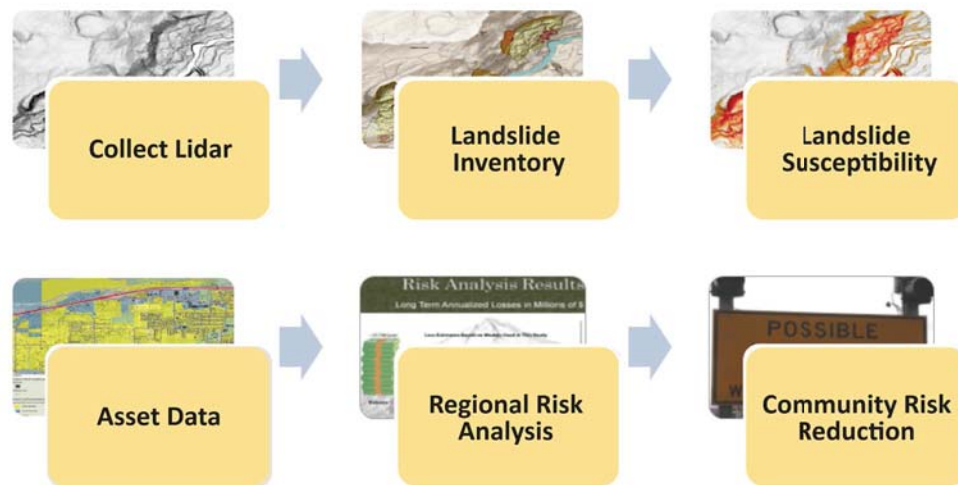 Collect Lidar
Landslide
Inventory
Landslide
Susceptibility
Asset Data
Risk Analysis Results
Long Term Annualized Losses in Millions of $
Regional Risk
Analysis
POSSIBLE
W
Community Risk
Reduction